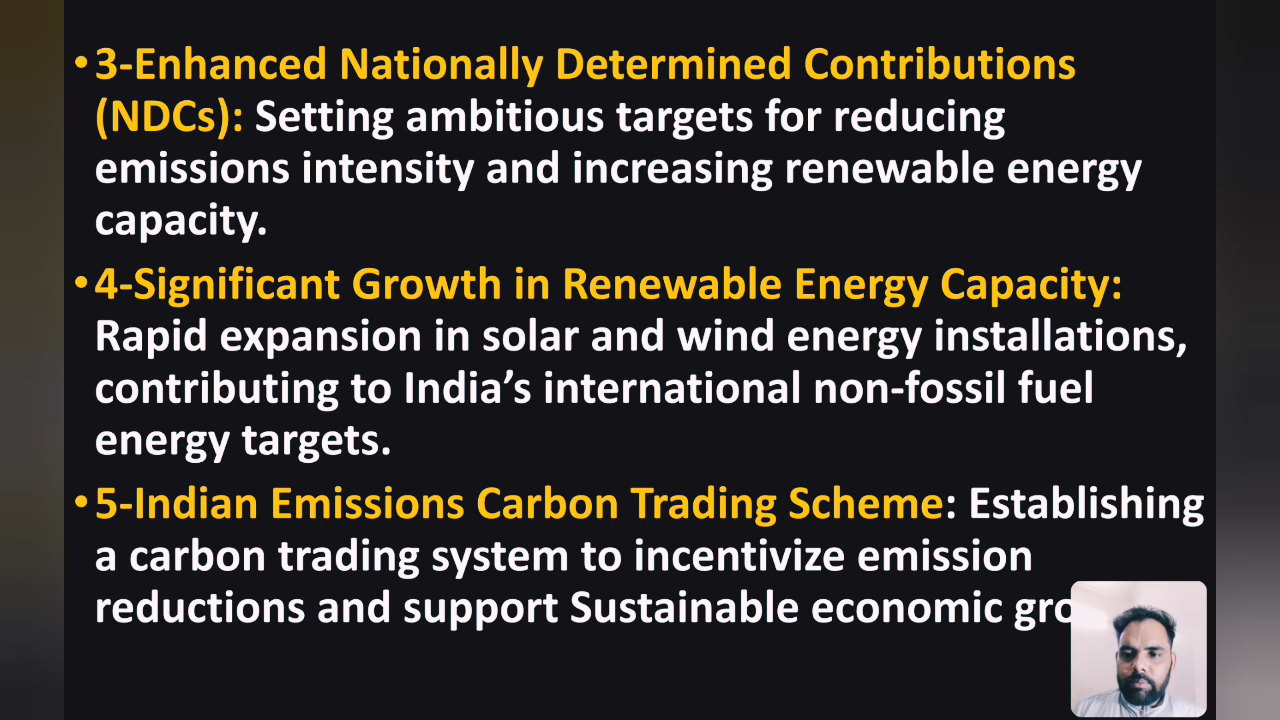 • 3-Enhanced Nationally Determined Contributions
(NDCs): Setting ambitious targets for reducing
emissions intensity and increasing renewable energy
capacity.
• 4-Significant Growth in Renewable Energy Capacity:
Rapid expansion in solar and wind energy installations,
contributing to India’s international non-fossil fuel
energy targets.
• 5-Indian Emissions Carbon Trading Scheme: Establishing
a carbon trading system to incentivize emission
reductions and support Sustainable economic